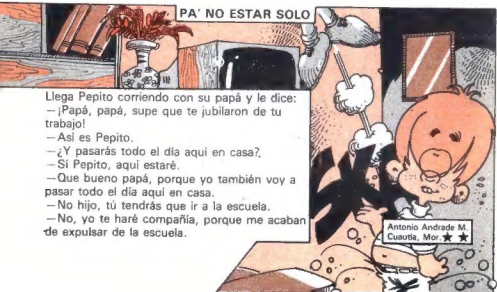 PA' NO ESTAR SOLO
Llega Pepito corriendo con su papá y le dice:
—¡Papá, papá, supe que te jubilaron de tu
trabajo!
—Así es Pepito.
—¿Y pasarás todo el día aquí en casa?
—Sí Pepito, aquí estaré.
—Que bueno papá, porque yo también voy a
pasar todo el día aquí en casa.
—No hijo, tú tendrás que ir a la escuela.
—No, yo te haré compañía, porque me acaban
de expulsar de la escuela.
Antonio Andrade M.
Cuautla, Mor. ★ ★